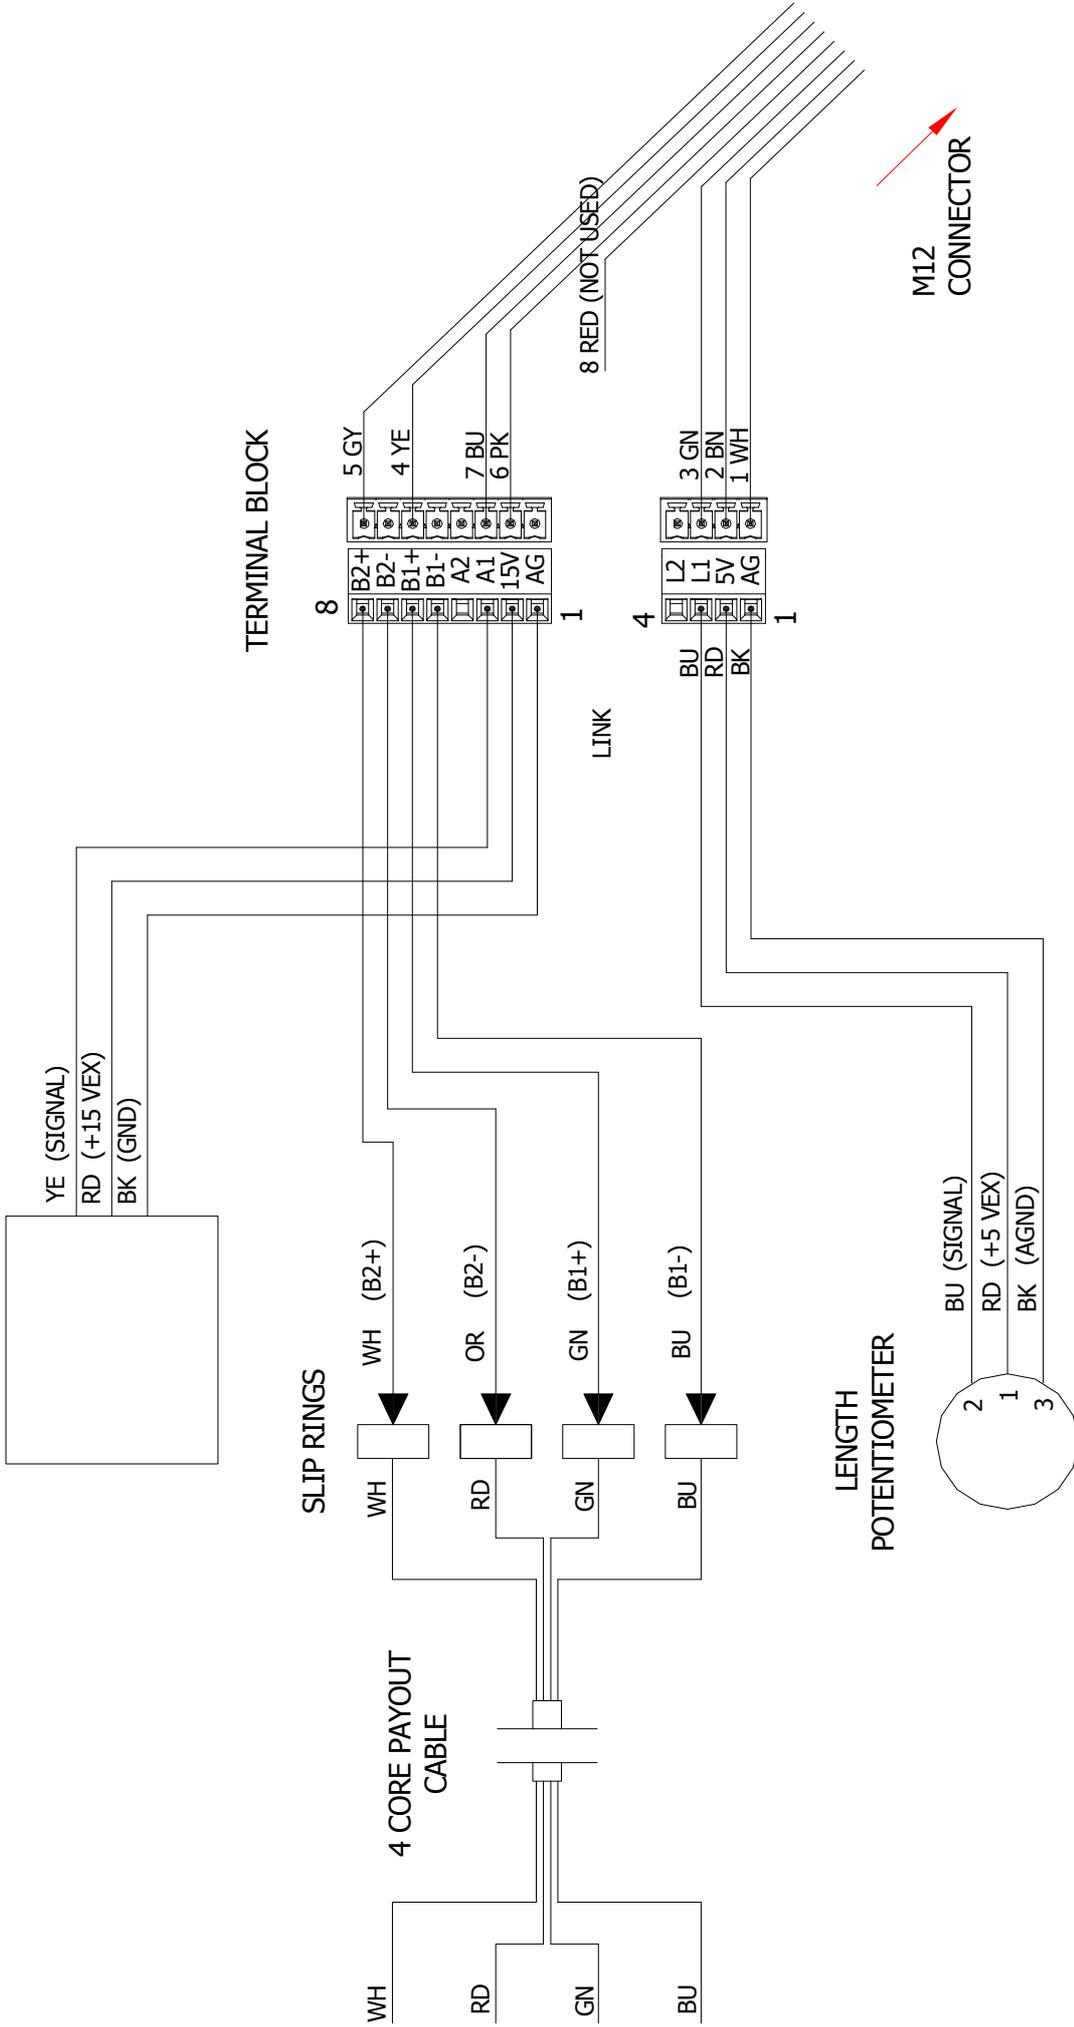 YE (SIGNAL)
RD (+15 VEX)
BK (GND)
TERMINAL BLOCK
8
B2+
B2-
B1+
B1-
A2
A1
15V
AG
1
5 GY
4 YE
7 BU
6 PK
8 RED (NOT USED)
LINK
4
L2
L1
5V
AG
1
BU
RD
BK
3 GN
2 BN
1 WH
M12
CONNECTOR
SLIP RINGS
WH (B2+)
OR (B2-)
GN (B1+)
BU (B1-)
WH
RD
GN
BU
4 CORE PAYOUT
CABLE
WH
RD
GN
BU
LENGTH
POTENTIOMETER
BU (SIGNAL)
RD (+5 VEX)
BK (AGND)
2
1
3